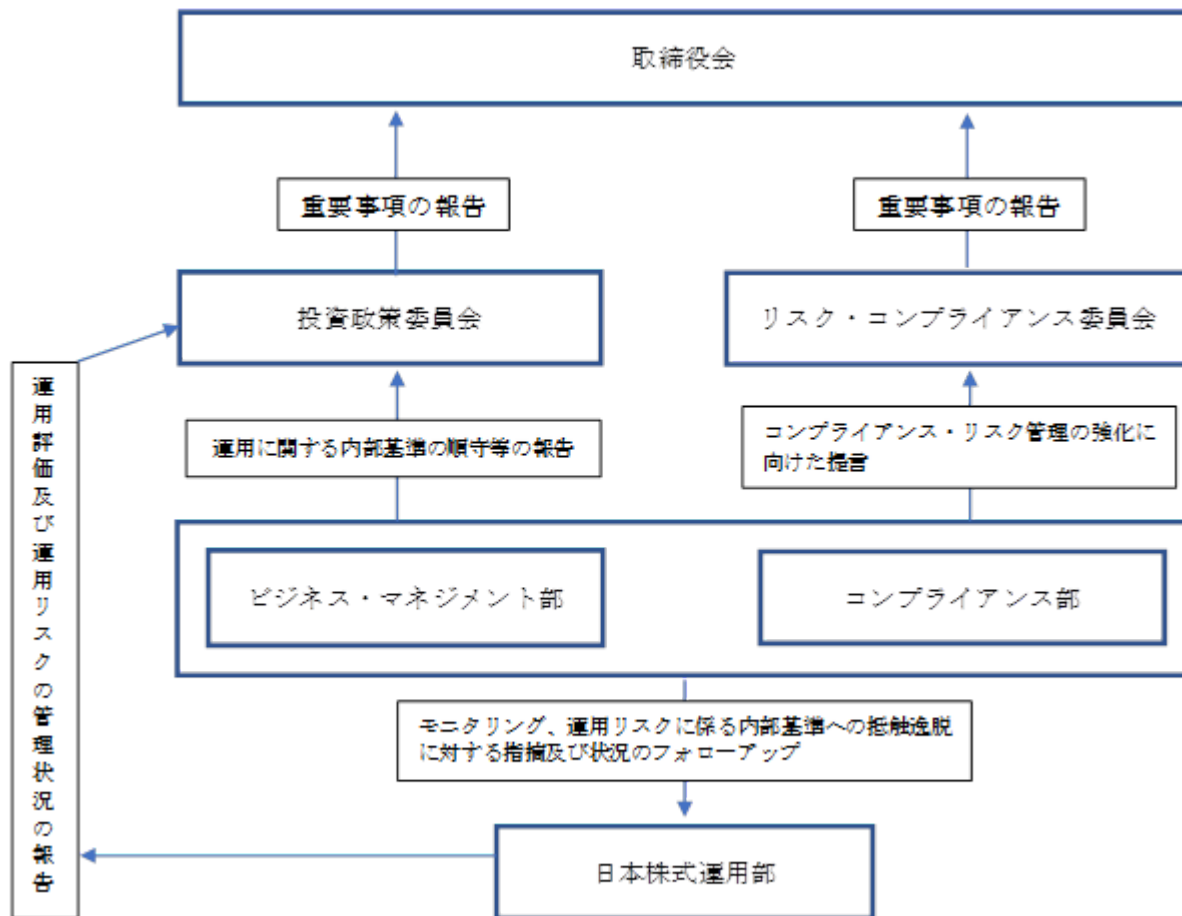 取締役会
重要事項の報告
重要事項の報告
投資政策委員会
リスク・コンプライアンス委員会
運用評価及び運用リスクの管理状況の報告
運用に関する内部基準の順守等の報告
コンプライアンス・リスク管理の強化に
向けた提言
ビジネス・マネジメント部
コンプライアンス部
モニタリング、運用リスクに係る内部基準への抵触逸脱
に対する指摘及び状況のフォローアップ
日本株式運用部